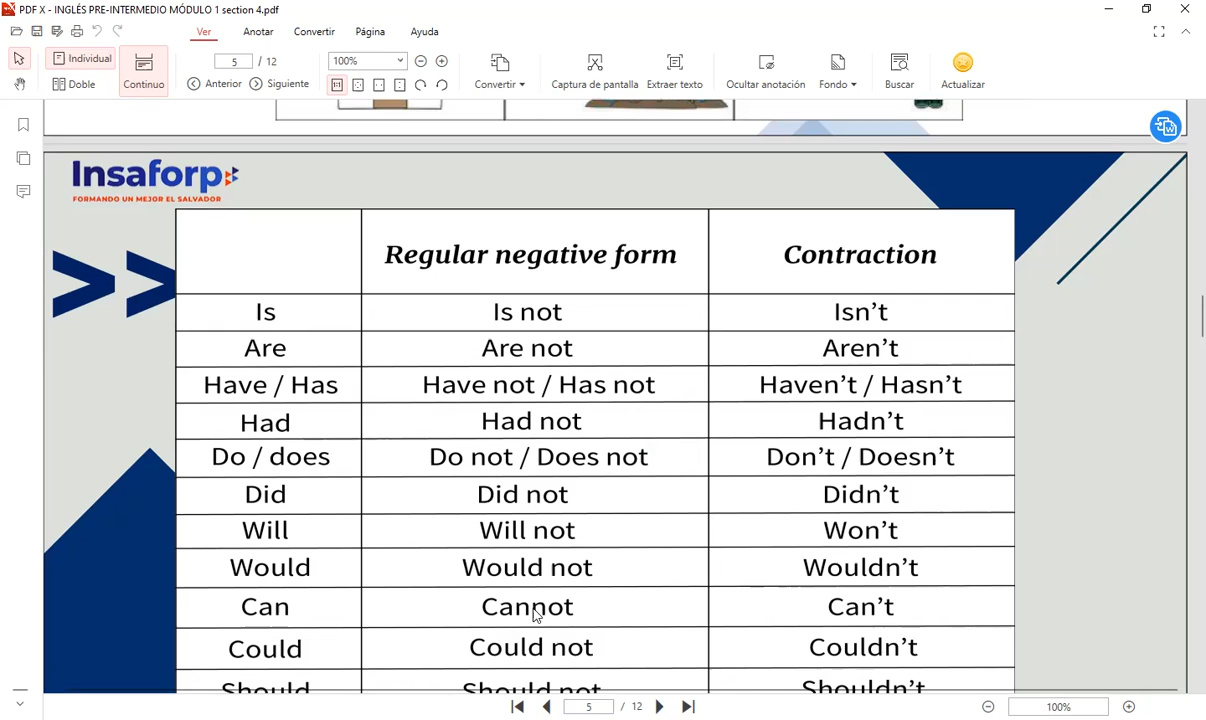 PDF X - INGLÉS PRE-INTERMEDIO MÓDULO 1 section 4.pdf
Ver Anotar Convertir Página Ayuda
Individual 5 / 12 100%
Doble Continuo Anterior Siguiente Convertir Captura de pantalla Extraer texto Ocultar anotación Fondo Buscar Actualizar
Insaforp
FORMANDO UN MEJOR EL SALVADOR
Regular negative form Contraction
Is Is not Isn't
Are Are not Aren't
Have / Has Have not / Has not Haven't / Hasn't
Had Had not Hadn't
Do / does Do not / Does not Don't / Doesn't
Did Did not Didn't
Will Will not Won't
Would Would not Wouldn't
Can Cannot Can't
Could Could not Couldn't
Should Should not Shouldn't
5 / 12 100%